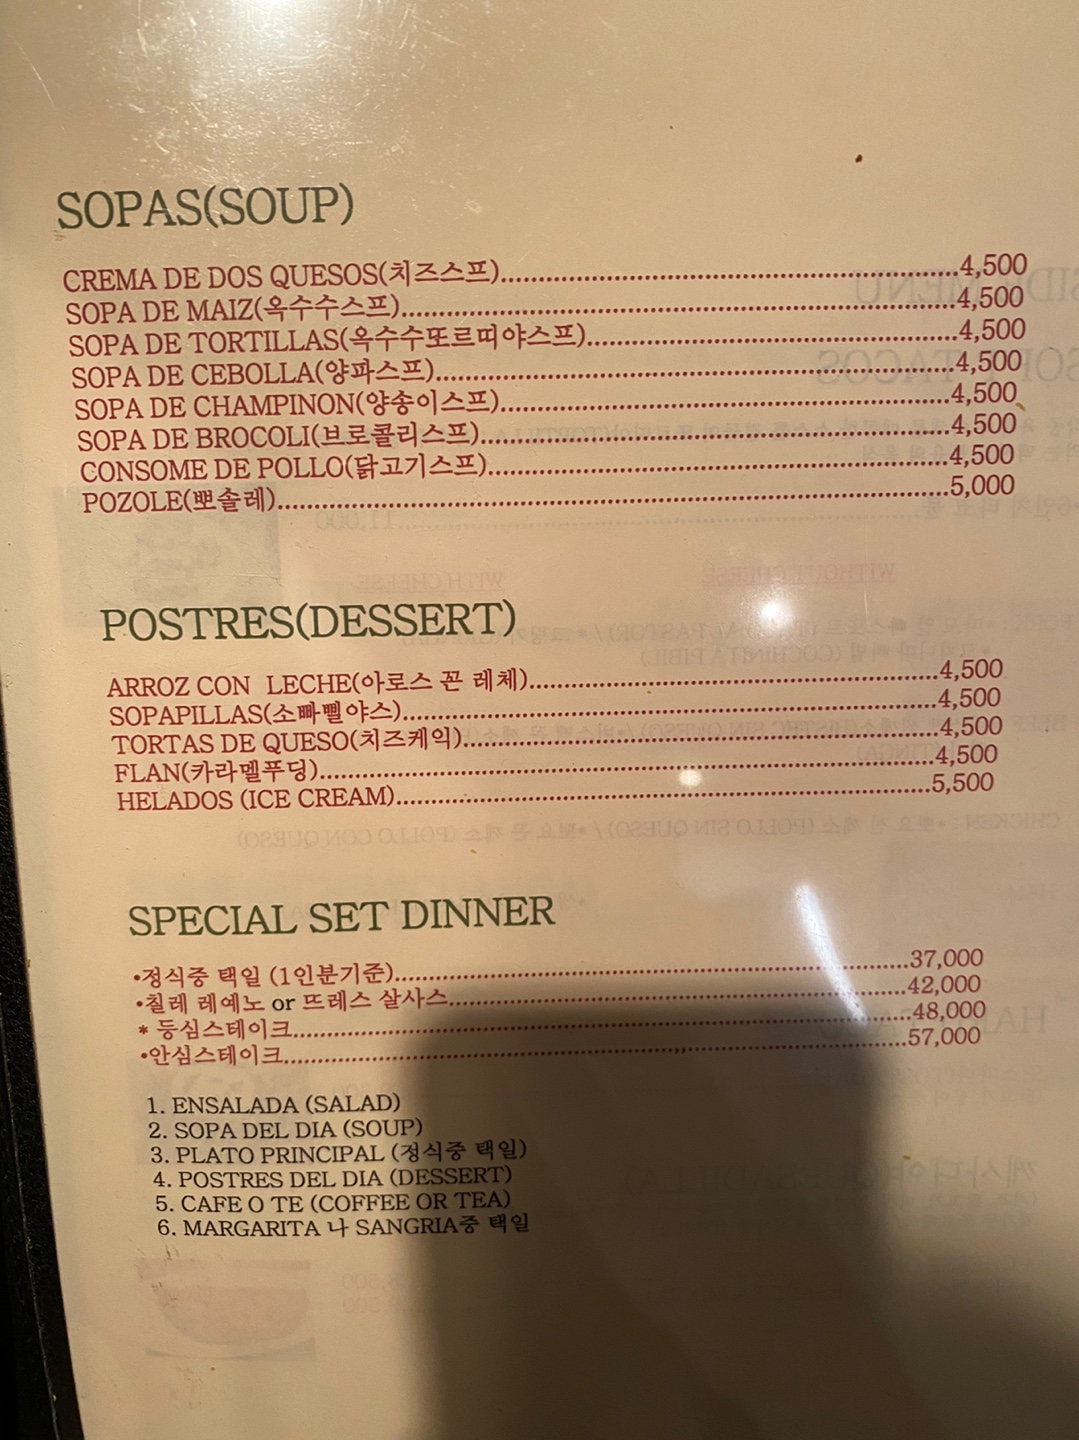 SOPAS(SOUP)
CREMA DE DOS QUESOS(치즈스프)....................4,500
SOPA DE MAIZ(옥수수스프)....................4,500
SOPA DE TORTILLAS(옥수수또르띠야스프)....................4,500
SOPA DE CEBOLLA(양파스프)....................4,500
SOPA DE CHAMPINON(양송이스프)....................4,500
SOPA DE BROCOLI(브로콜리스프)....................4,500
CONSOME DE POLLO(닭고기스프)....................4,500
POZOLE(뽀솔레)....................5,000
POSTRES(DESSERT)
ARROZ CON LECHE(아로스 꼰 레체)....................4,500
SOPAPILLAS(소빠삘야스)....................4,500
TORTAS DE QUESO(치즈케익)....................4,500
FLAN(카라멜푸딩)....................4,500
HELADOS (ICE CREAM)....................5,500
SPECIAL SET DINNER
•정식중 택일 (1인분기준)....................37,000
•칠레 레예노 or 뜨레스 살사스....................42,000
* 등심스테이크....................48,000
•안심스테이크....................57,000
1. ENSALADA (SALAD)
2. SOPA DEL DIA (SOUP)
3. PLATO PRINCIPAL (정식중 택일)
4. POSTRES DEL DIA (DESSERT)
5. CAFE O TE (COFFEE OR TEA)
6. MARGARITA 나 SANGRIA중 택일